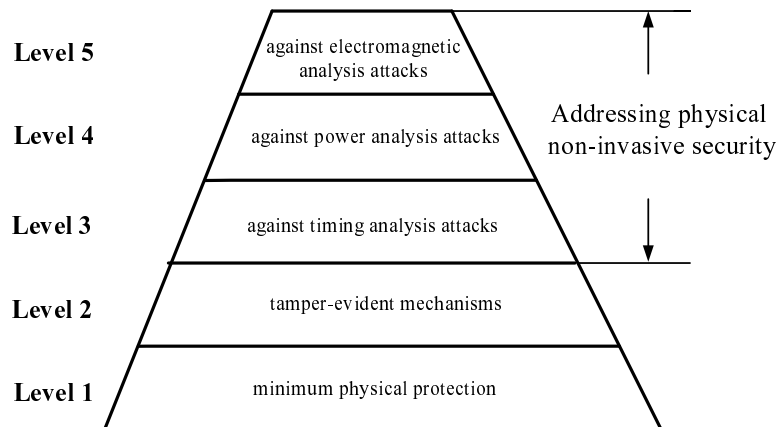 Level 5
against electromagnetic
analysis attacks
Level 4
against power analysis attacks
Addressing physical
non-invasive security
Level 3
against timing analysis attacks
Level 2
tamper-evident mechanisms
Level 1
minimum physical protection